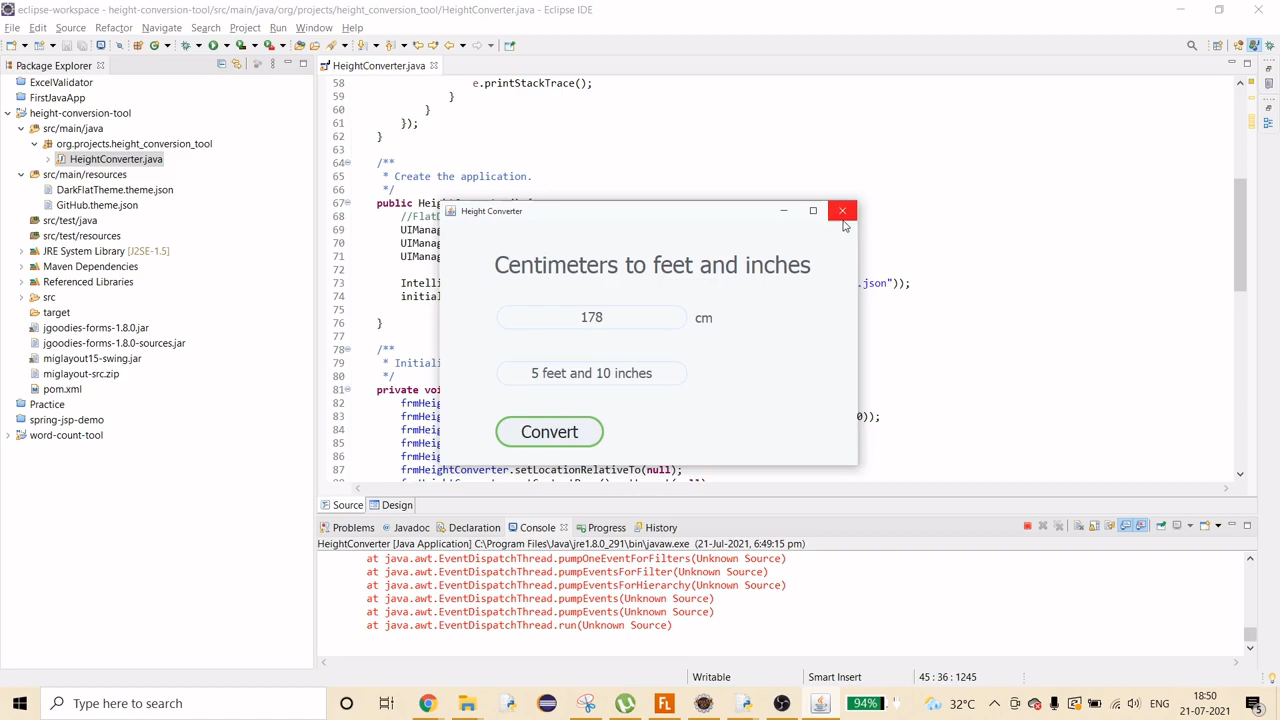 eclipse-workspace - height-conversion-tool/src/main/java/org/projects/height_conversion_tool/HeightConverter.java - Eclipse IDE
File Edit Source Refactor Navigate Search Project Run Window Help
Package Explorer
ExcelValidator
FirstJavaApp
height-conversion-tool
src/main/java
org.projects.height_conversion_tool
HeightConverter.java
src/main/resources
DarkFlatTheme.theme.json
GitHub.theme.json
src/test/java
src/test/resources
JRE System Library [J2SE-1.5]
Maven Dependencies
Referenced Libraries
src
target
jgoodies-forms-1.8.0.jar
jgoodies-forms-1.8.0-sources.jar
miglayout15-swing.jar
miglayout-src.zip
pom.xml
Practice
spring-jsp-demo
word-count-tool
HeightConverter.java
58 e.printStackTrace();
59 }
60 }
61 });
62 }
63
64 /**
65 * Create the application.
66 */
67 public Hei
68 //FlatD
69 UIManag
70 UIManag
71 UIManag
72
73 Intelli .json"));
74 initial
75
76 }
77
78 /**
79 * Initiali
80 */
81 private voi
82 frmHeig
83 frmHeig 0));
84 frmHeig
85 frmHeig
86 frmHeig
87 frmHeightConverter.setLocationRelativeTo(null);
Height Converter
Centimeters to feet and inches
178 cm
5 feet and 10 inches
Convert
Source Design
Problems Javadoc Declaration Console Progress History
HeightConverter [Java Application] C:\Program Files\Java\jre1.8.0_291\bin\javaw.exe (21-Jul-2021, 6:49:15 pm)
at java.awt.EventDispatchThread.pumpOneEventForFilters(Unknown Source)
at java.awt.EventDispatchThread.pumpEventsForFilter(Unknown Source)
at java.awt.EventDispatchThread.pumpEventsForHierarchy(Unknown Source)
at java.awt.EventDispatchThread.pumpEvents(Unknown Source)
at java.awt.EventDispatchThread.pumpEvents(Unknown Source)
at java.awt.EventDispatchThread.run(Unknown Source)
Writable Smart Insert 45 : 36 : 1245
Type here to search
FL
94%
32°C
ENG
18:50
21-07-2021
5